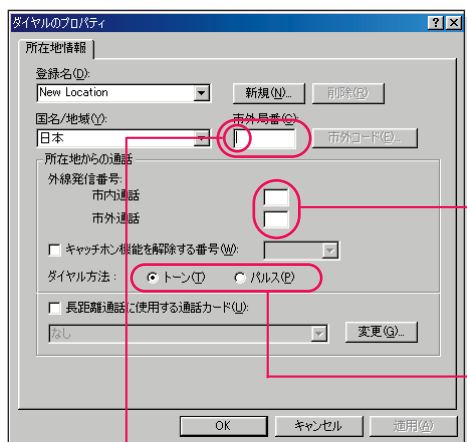 ダイヤルのプロパティ
所在地情報
登録名(D):
New Location
新規(N)...
削除(R)
国名/地域(Y):
市外局番(C):
日本
市外コード(E)...
所在地からの通話
外線発信番号:
市内通話
市外通話
キャッチホン機能を解除する番号(W):
ダイヤル方法:
トーン(T)
パルス(P)
長距離通話に使用する通話カード(U):
なし
変更(G)...
OK
キャンセル
適用(A)